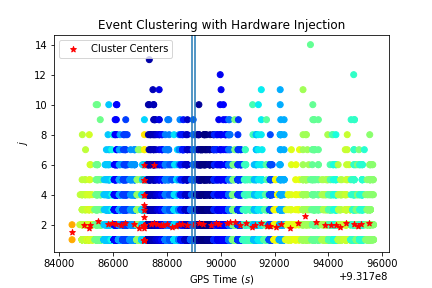 Event Clustering with Hardware Injection
Cluster Centers
14
12
10
8
6
4
2
j
84000 86000 88000 90000 92000 94000 96000
GPS Time (s)
+9.317e8